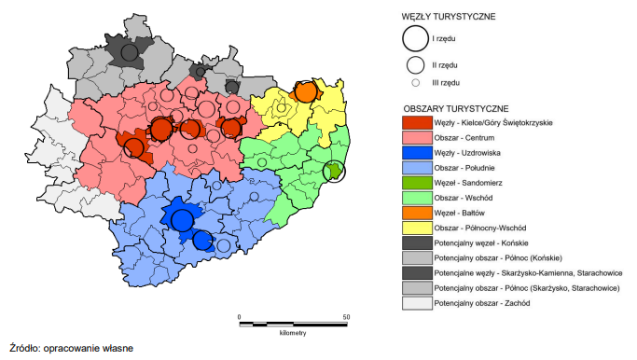 WĘZŁY TURYSTYCZNE
I rzędu
II rzędu
III rzędu
OBSZARY TURYSTYCZNE
Węzły - Kielce/Góry Świętokrzyskie
Obszar - Centrum
Węzły - Uzdrowiska
Obszar - Południe
Węzeł - Sandomierz
Obszar - Wschód
Węzeł - Bałtów
Obszar - Północny-Wschód
Potencjalny węzeł - Końskie
Potencjalny obszar - Północ (Końskie)
Potencjalne węzły - Skarżysko-Kamienna, Starachowice
Potencjalny obszar - Północ (Skarżysko, Starachowice)
Potencjalny obszar - Zachód
0 50
kilometry
Źródło: opracowanie własne